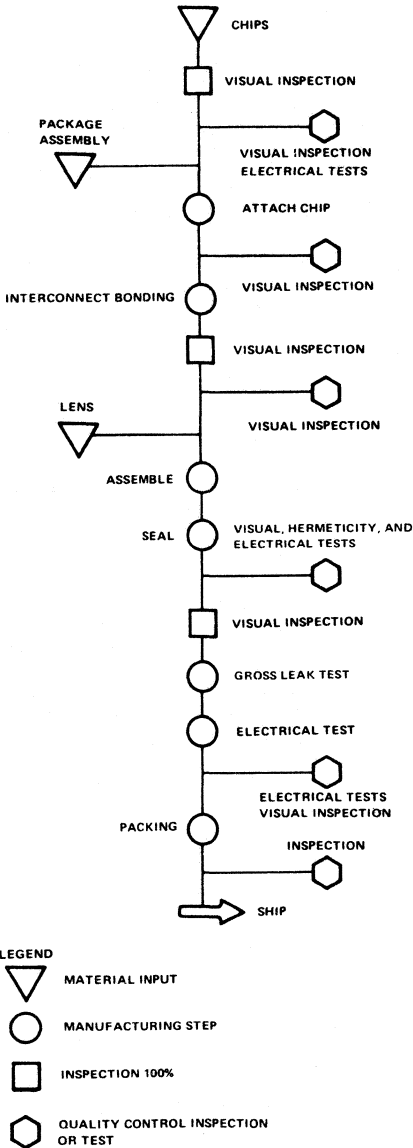 CHIPS
VISUAL INSPECTION
PACKAGE
ASSEMBLY
VISUAL INSPECTION
ELECTRICAL TESTS
ATTACH CHIP
VISUAL INSPECTION
INTERCONNECT BONDING
VISUAL INSPECTION
LENS
VISUAL INSPECTION
ASSEMBLE
SEAL
VISUAL, HERMETICITY, AND
ELECTRICAL TESTS
VISUAL INSPECTION
GROSS LEAK TEST
ELECTRICAL TEST
ELECTRICAL TESTS
VISUAL INSPECTION
PACKING
INSPECTION
SHIP
LEGEND
MATERIAL INPUT
MANUFACTURING STEP
INSPECTION 100%
QUALITY CONTROL INSPECTION
OR TEST